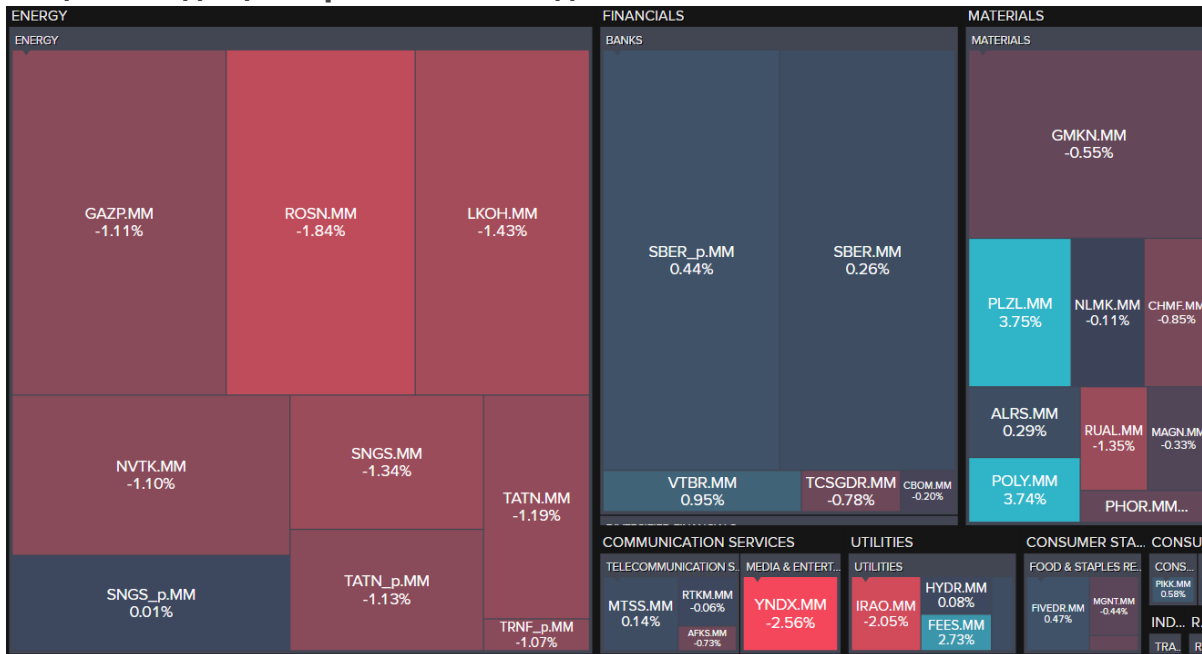 ENERGY
ENERGY
GAZP.MM
-1.11%
ROSN.MM
-1.84%
LKOH.MM
-1.43%
NVTK.MM
-1.10%
SNGS.MM
-1.34%
TATN.MM
-1.19%
SNGS_p.MM
0.01%
TATN_p.MM
-1.13%
TRNF_p.MM
-1.07%
FINANCIALS
BANKS
SBER_p.MM
0.44%
SBER.MM
0.26%
VTBR.MM
0.95%
TCSGDR.MM
-0.78%
CBOM.MM
-0.20%
MATERIALS
MATERIALS
GMKN.MM
-0.55%
PLZL.MM
3.75%
NLMK.MM
-0.11%
CHMF.MM
-0.85%
ALRS.MM
0.29%
RUAL.MM
-1.35%
MAGN.MM
-0.33%
POLY.MM
3.74%
PHOR.MM...
COMMUNICATION SERVICES
TELECOMMUNICATION S..
MTSS.MM
0.14%
RTKM.MM
-0.06%
AFKS.MM
-0.73%
MEDIA & ENTERT...
YNDX.MM
-2.56%
UTILITIES
UTILITIES
IRAO.MM
-2.05%
HYDR.MM
0.08%
FEES.MM
2.73%
CONSUMER STA...
FOOD & STAPLES RE..
FIVEDR.MM
0.47%
MGNT.MM
-0.44%
CONSU
CONS...
PIKK.MM
0.58%
IND...
TRA..